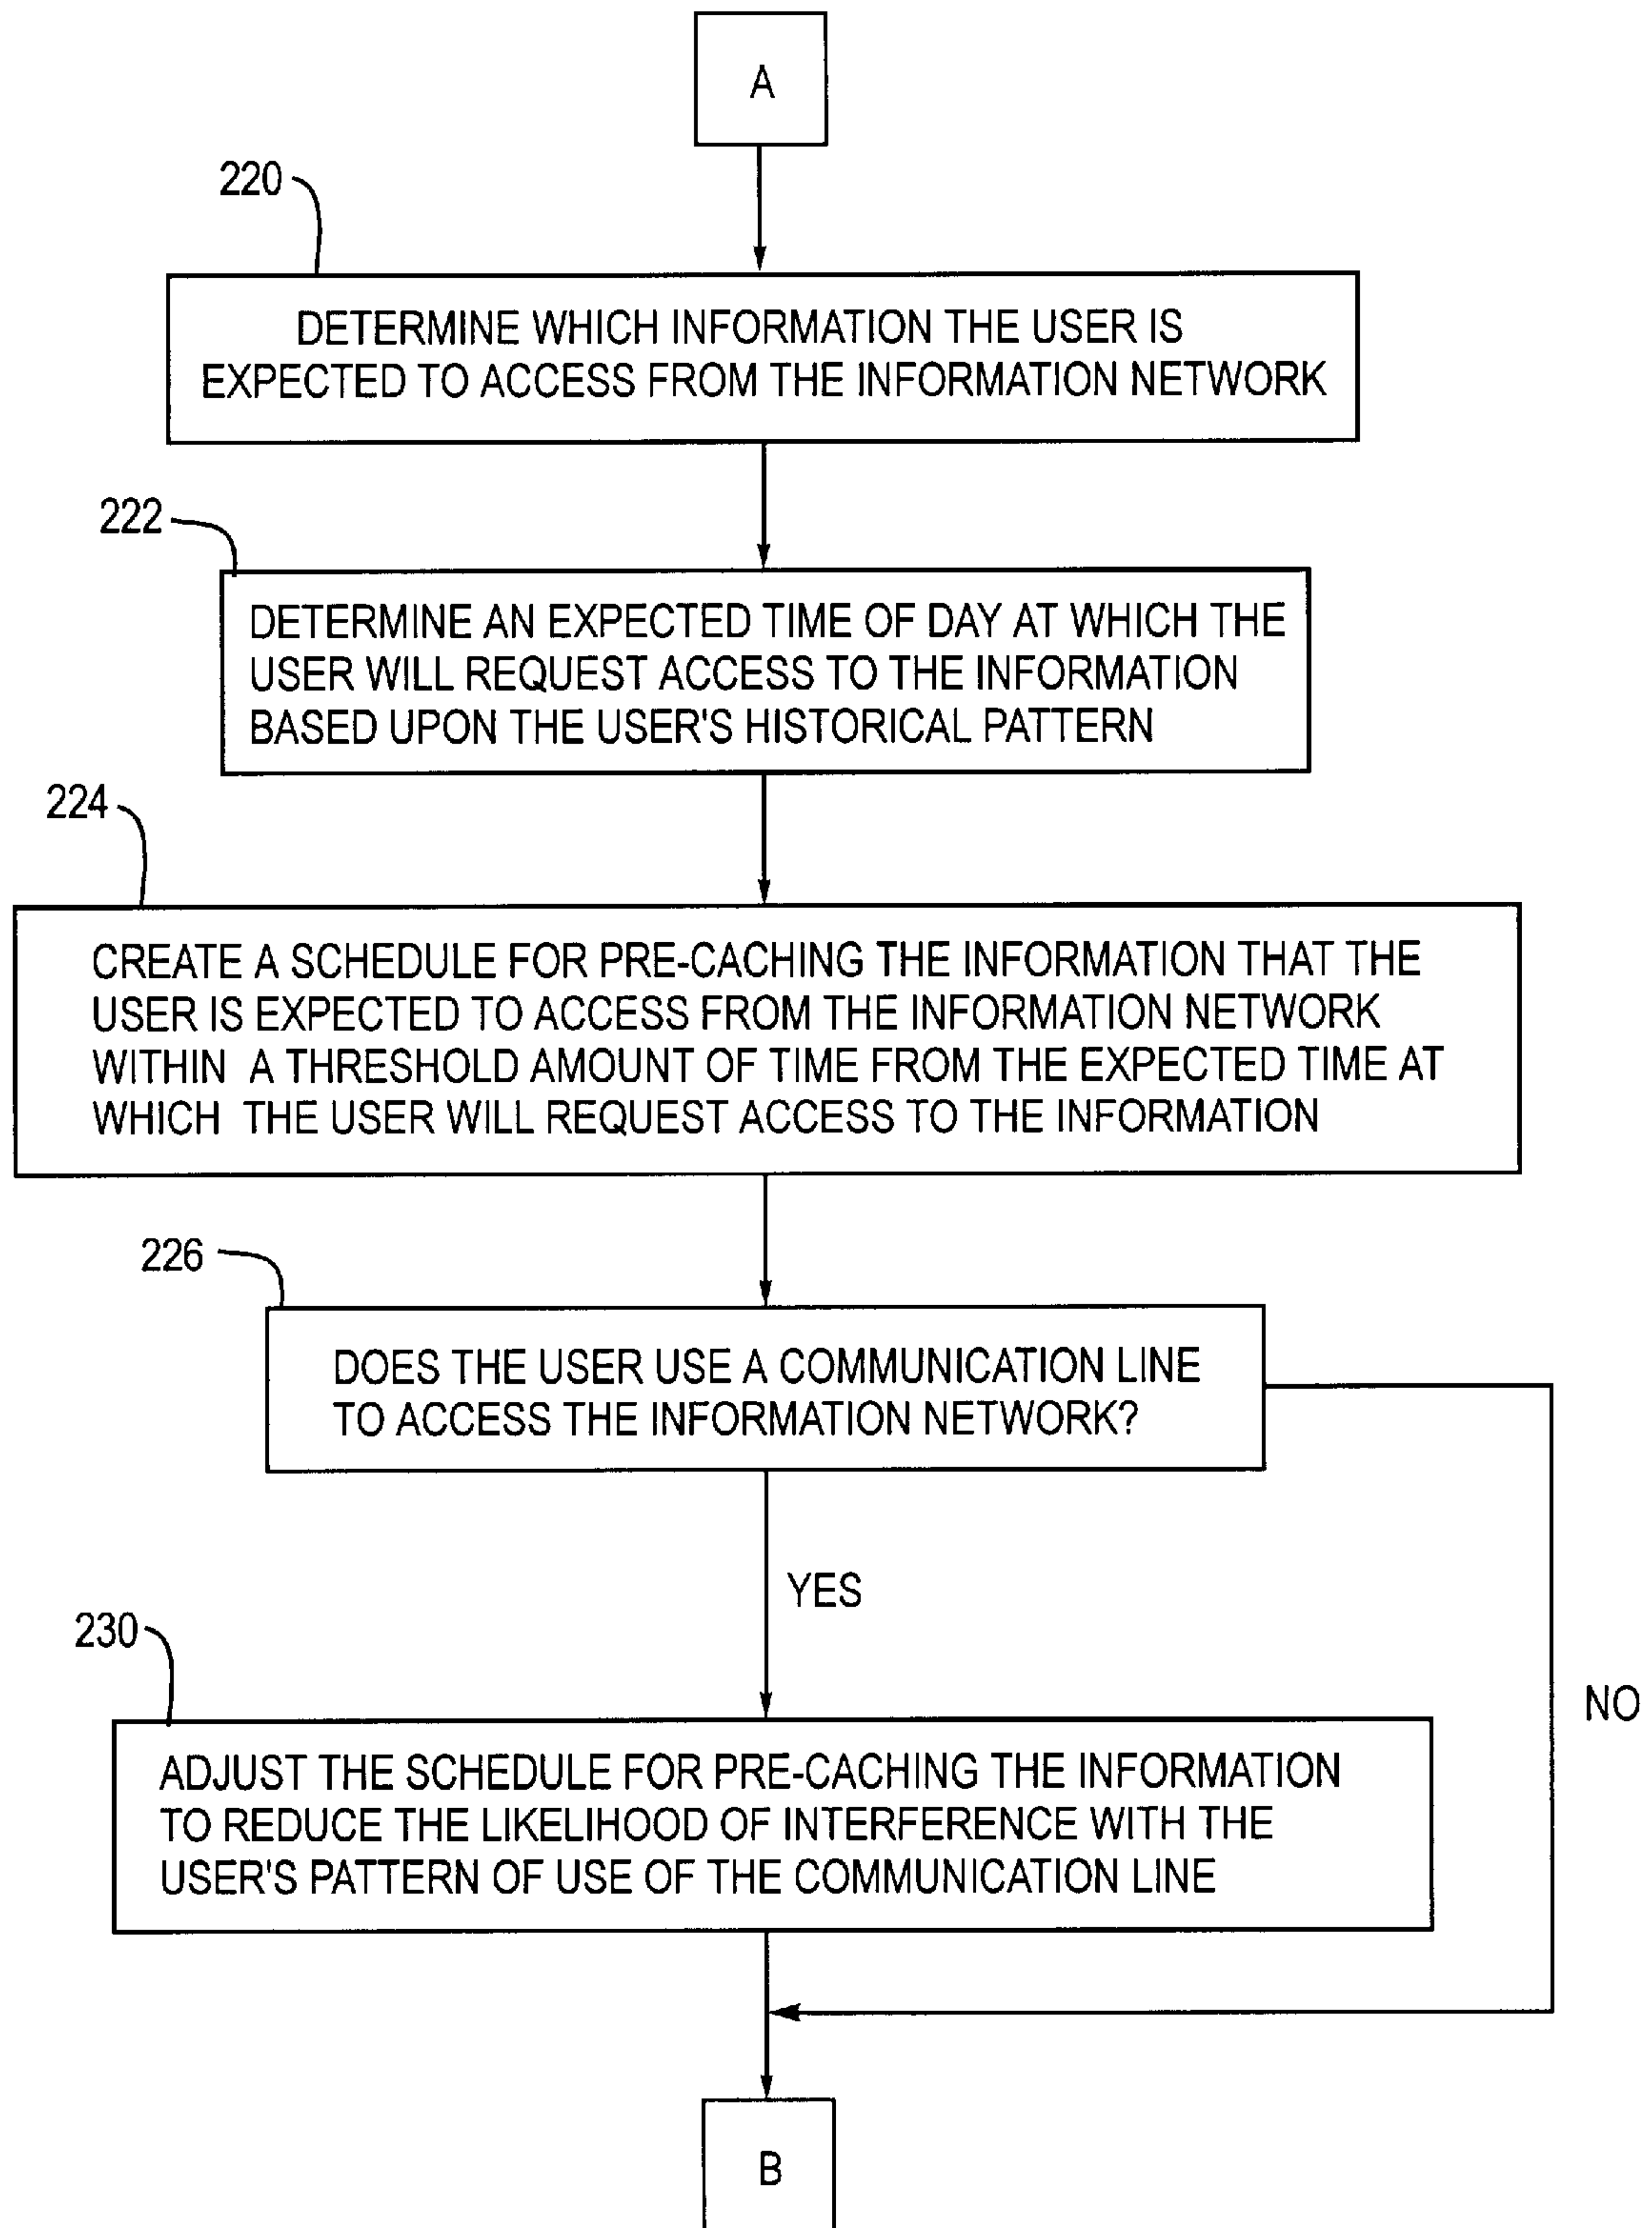 A
220
DETERMINE WHICH INFORMATION THE USER IS
EXPECTED TO ACCESS FROM THE INFORMATION NETWORK
222
DETERMINE AN EXPECTED TIME OF DAY AT WHICH THE
USER WILL REQUEST ACCESS TO THE INFORMATION
BASED UPON THE USER'S HISTORICAL PATTERN
224
CREATE A SCHEDULE FOR PRE-CACHING THE INFORMATION THAT THE
USER IS EXPECTED TO ACCESS FROM THE INFORMATION NETWORK
WITHIN A THRESHOLD AMOUNT OF TIME FROM THE EXPECTED TIME AT
WHICH THE USER WILL REQUEST ACCESS TO THE INFORMATION
226
DOES THE USER USE A COMMUNICATION LINE
TO ACCESS THE INFORMATION NETWORK?
YES
230
NO
ADJUST THE SCHEDULE FOR PRE-CACHING THE INFORMATION
TO REDUCE THE LIKELIHOOD OF INTERFERENCE WITH THE
USER'S PATTERN OF USE OF THE COMMUNICATION LINE
B